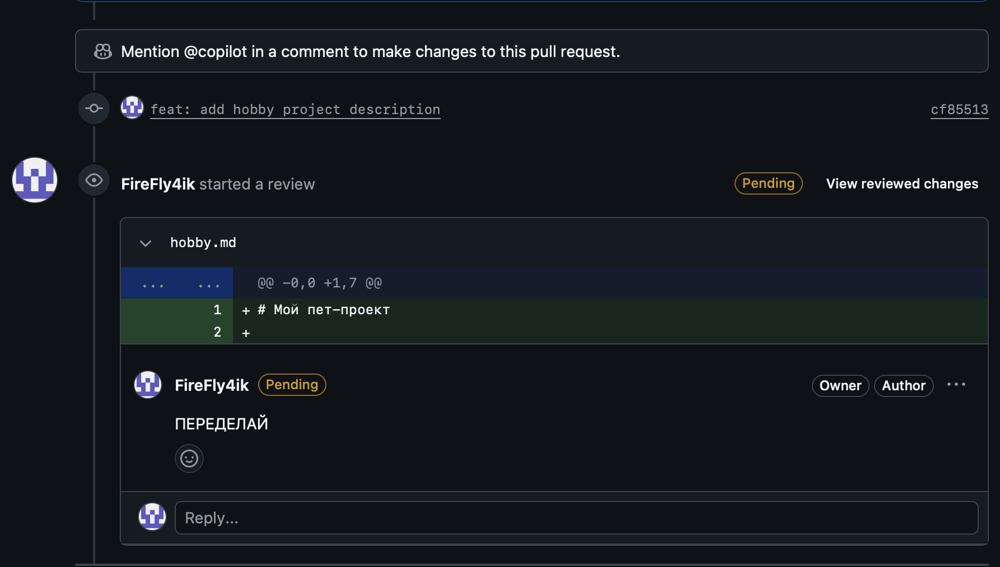 Mention @copilot in a comment to make changes to this pull request.
feat: add hobby project description cf85513
FireFly4ik started a review Pending View reviewed changes
hobby.md
... ... @@ -0,0 +1,7 @@
1 + # Мой пет-проект
2 +
FireFly4ik Pending Owner Author ...
ПЕРЕДЕЛАЙ
Reply...